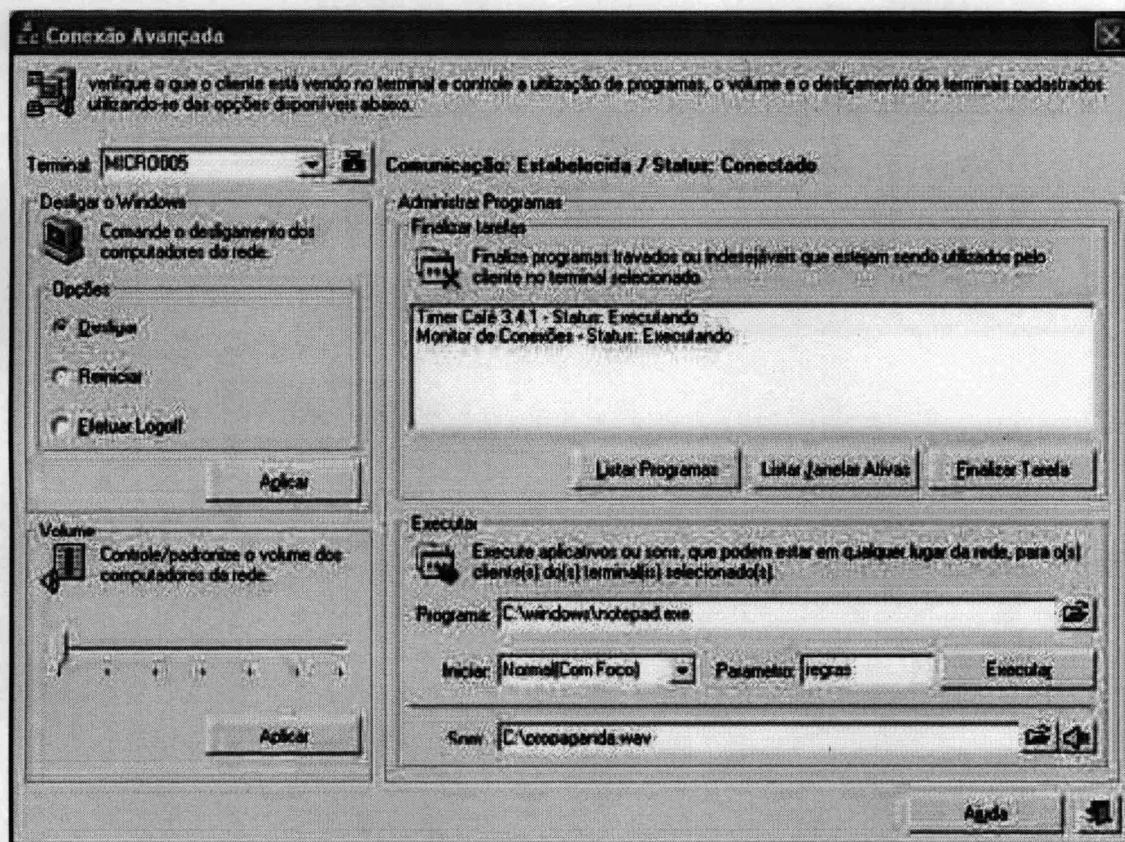 Conexão Avançada
verifique o que o cliente está vendo no terminal e controle a utilização de programas, o volume e o desligamento dos terminais cadastrados
utilizando-se das opções disponíveis abaixo.
Terminal: MICRO005
Comunicação: Estabelecida / Status: Conectado
Desligar o Windows
Comande o desligamento dos
computadores da rede.
Opções
Desligar
Reiniciar
Efetuar Logoff
Aplicar
Volume
Controle/padronize o volume dos
computadores da rede.
Aplicar
Administrar Programas
Finalizar tarefas
Finalize programas travados ou indesejáveis que estejam sendo utilizados pelo
cliente no terminal selecionado.
Timer Café 3.4.1 - Status: Executando
Monitor de Conexões - Status: Executando
Listar Programas Listar Janelas Ativas Finalizar Tarefa
Executar
Execute aplicativos ou sons, que podem estar em qualquer lugar da rede, para o(s)
cliente(s) do(s) terminal(is) selecionado(s).
Programa: C:\windows\notepad.exe
Iniciar: Normal(Com Foco) Parametro: regras Executar
Som: C:\propaganda.wav
Ajuda